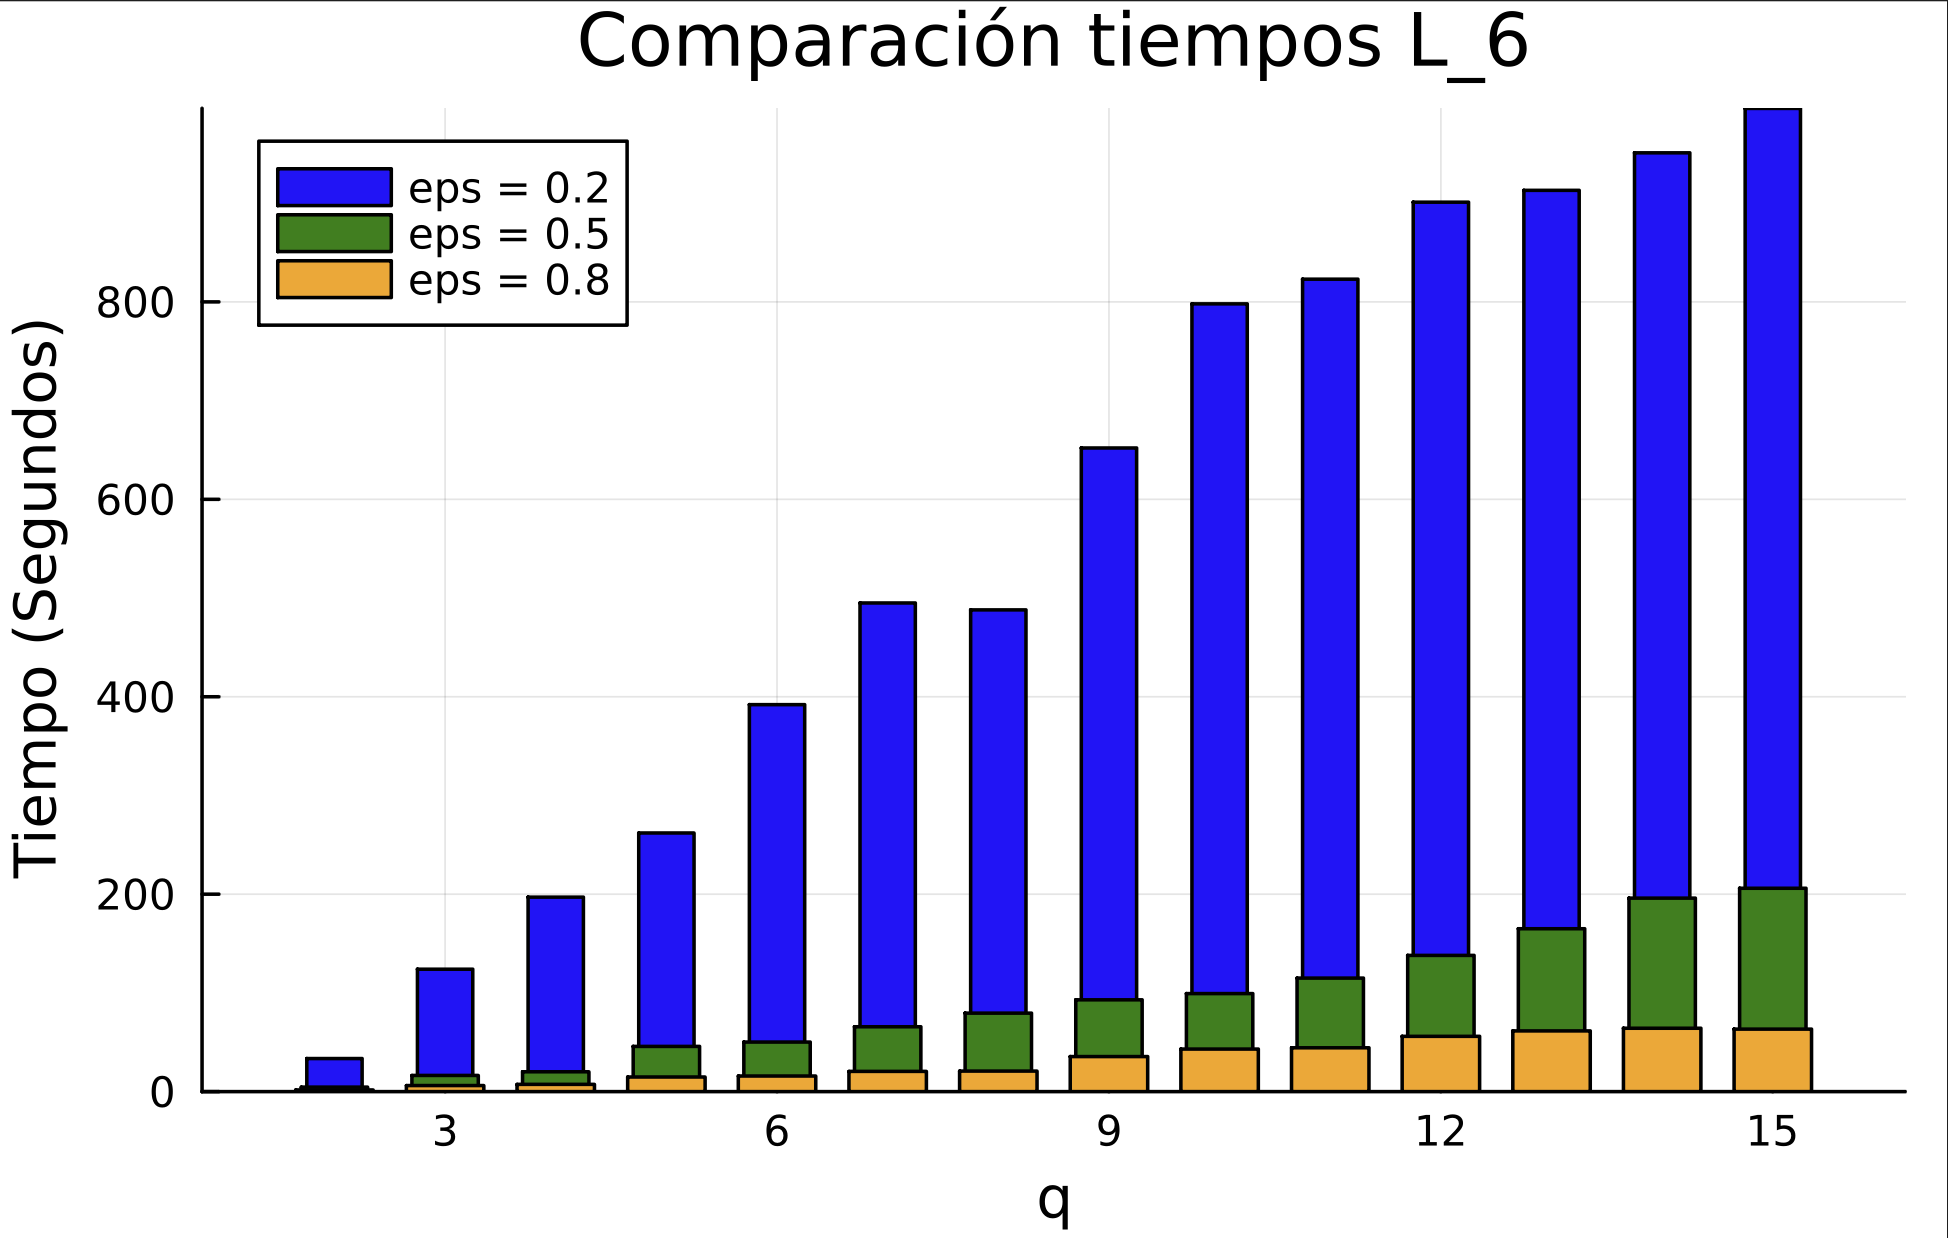 Comparación tiempos L_6
eps = 0.2
eps = 0.5
eps = 0.8
Tiempo (Segundos)
800
600
400
200
0
3 6 9 12 15
q